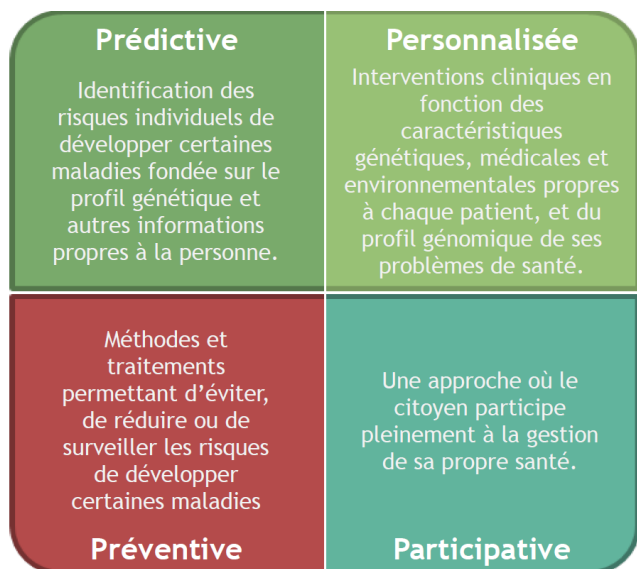 Prédictive
Identification des
risques individuels de
développer certaines
maladies fondée sur le
profil génétique et
autres informations
propres à la personne.
Personnalisée
Interventions cliniques en
fonction des
caractéristiques
génétiques, médicales et
environnementales propres
à chaque patient, et du
profil génomique de ses
problèmes de santé.
Méthodes et
traitements
permettant d’éviter,
de réduire ou de
surveiller les risques
de développer
certaines maladies
Préventive
Une approche où le
citoyen participe
pleinement à la gestion
de sa propre santé.
Participative